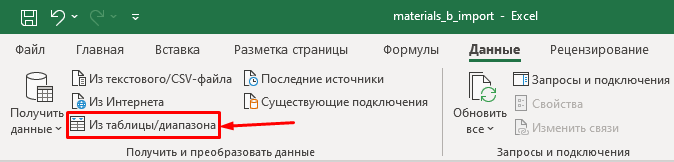 materials_b_import - Excel
Файл Главная Вставка Разметка страницы Формулы Данные Рецензирование
Получить данные
Из текстового/CSV-файла
Из Интернета
Из таблицы/диапазона
Последние источники
Существующие подключения
Получить и преобразовать данные
Обновить все
Запросы и подключения
Свойства
Изменить связи
Запросы и подключения